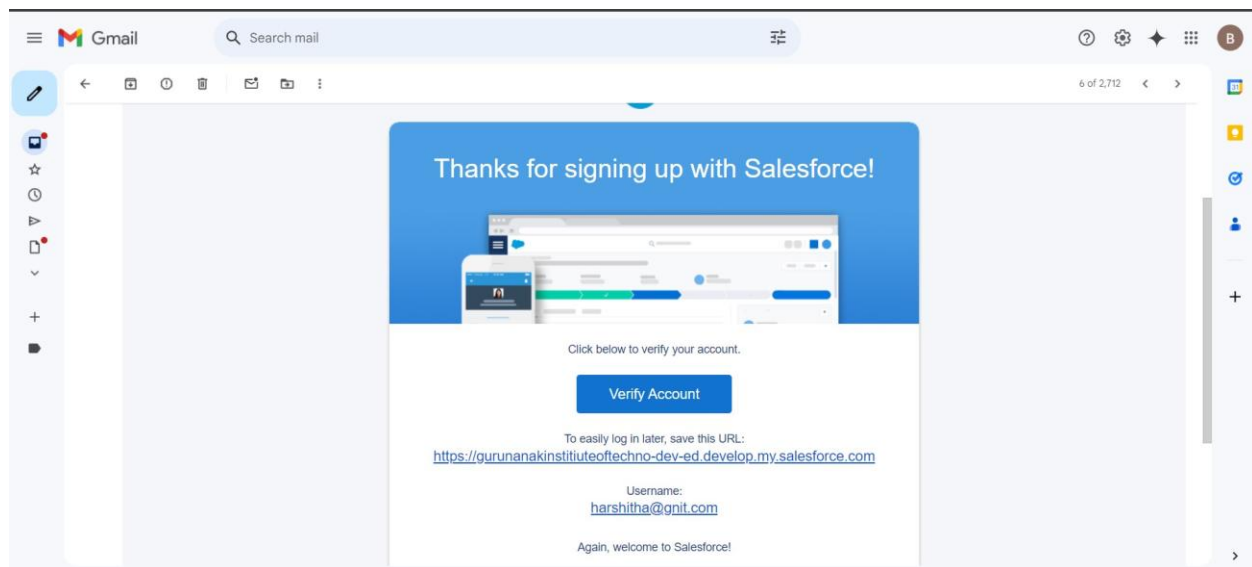 Gmail
Search mail
B
6 of 2,712
31
Thanks for signing up with Salesforce!
Click below to verify your account.
Verify Account
To easily log in later, save this URL:
https://gurunanakinstitiuteoftechno-dev-ed.develop.my.salesforce.com
Username:
harshitha@gnit.com
Again, welcome to Salesforce!